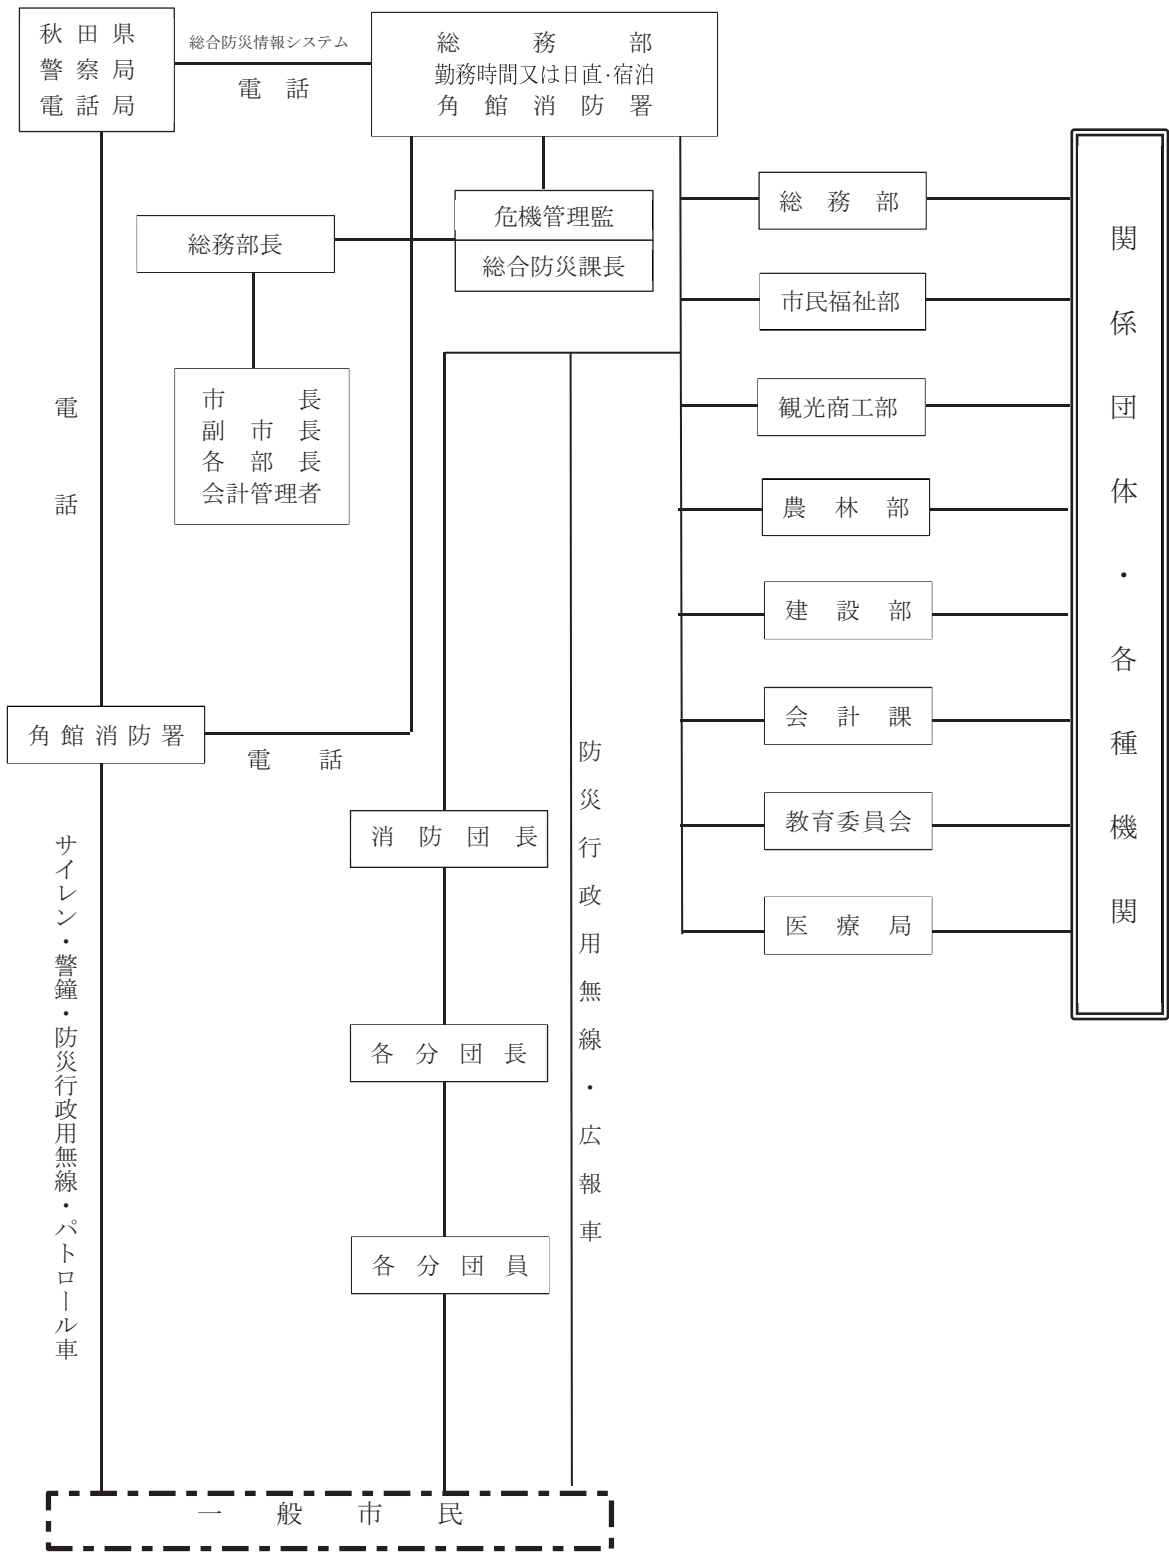 秋田県
警察局
電話局
総合防災情報システム
電話
総務部
勤務時間又は日直・宿泊
角館消防署
危機管理監
総合防災課長
総務部長
市長
副市長
各部長
会計管理者
電話
角館消防署
電話
サイレン・警鐘・防災行政用無線・パトロール車
消防団長
各分団長
各分団員
防災行政用無線・広報車
総務部
市民福祉部
観光商工部
農林部
建設部
会計課
教育委員会
医療局
関係団体・各種機関
一般市民